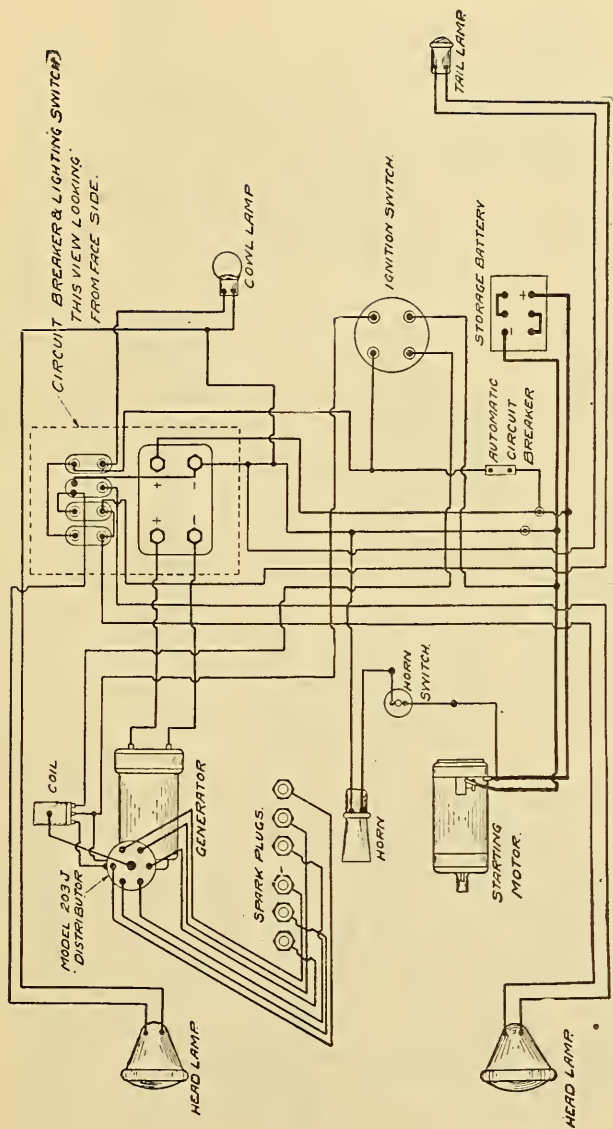 MODEL 203J
DISTRIBUTOR
COIL
CIRCUIT BREAKER & LIGHTING SWITCH)
THIS VIEW LOOKING
FROM FACE SIDE.
+
-
+
-
HEAD LAMP.
GENERATOR
COWL LAMP
SPARK PLUGS.
HORN
HORN
SWITCH.
IGNITION SWITCH.
TAIL LAMP.
STORAGE BATTERY
-
+
AUTOMATIC
CIRCUIT
BREAKER
STARTING
MOTOR.
HEAD LAMP.